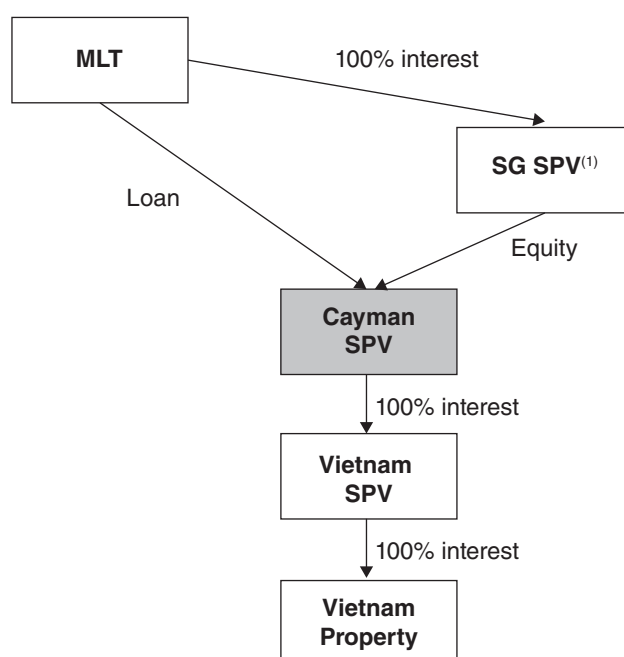 MLT
100% interest
SG SPV(1)
Loan
Equity
Cayman
SPV
100% interest
Vietnam
SPV
100% interest
Vietnam
Property